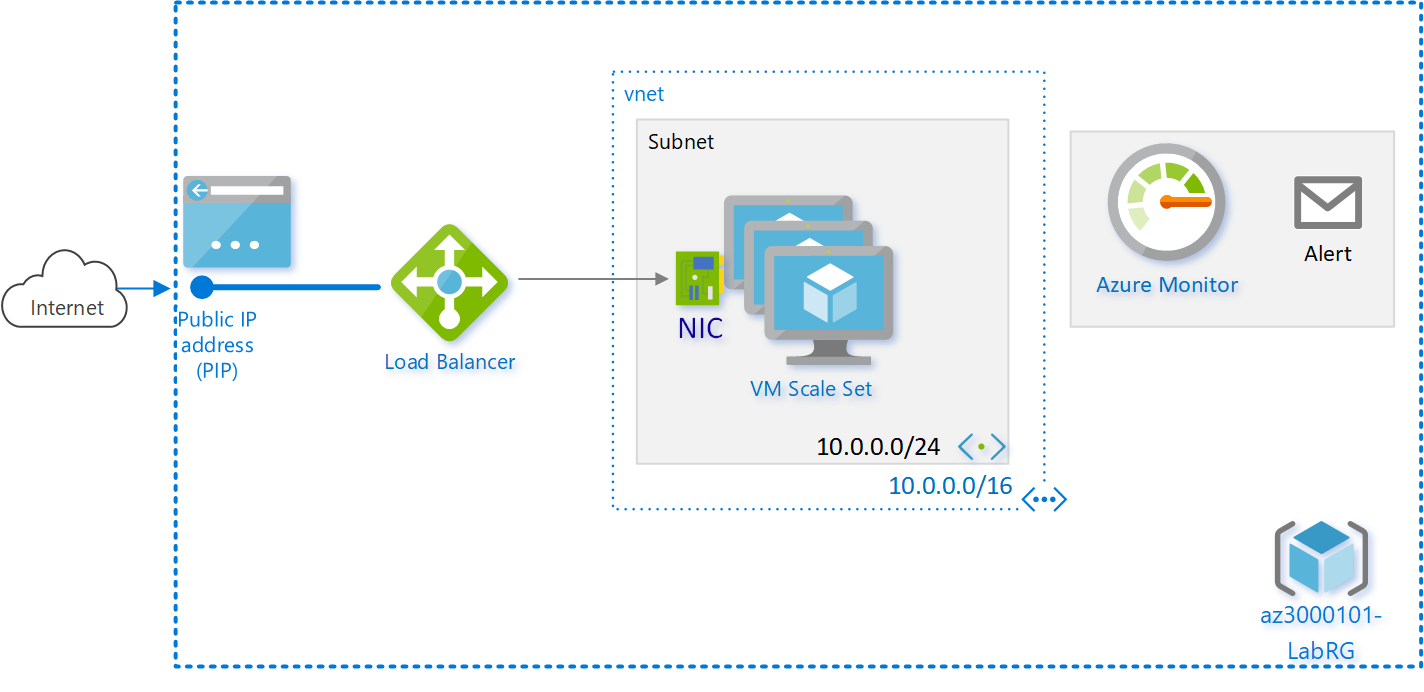 vnet
Subnet
Internet
Public IP
address
(PIP)
Load Balancer
NIC
VM Scale Set
10.0.0.0/24
10.0.0.0/16
Azure Monitor
Alert
az3000101-
LabRG